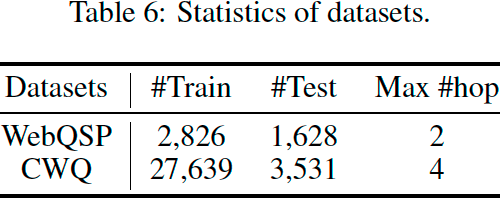 Table 6: Statistics of datasets.
Datasets #Train #Test Max #hop
WebQSP 2,826 1,628 2
CWQ 27,639 3,531 4